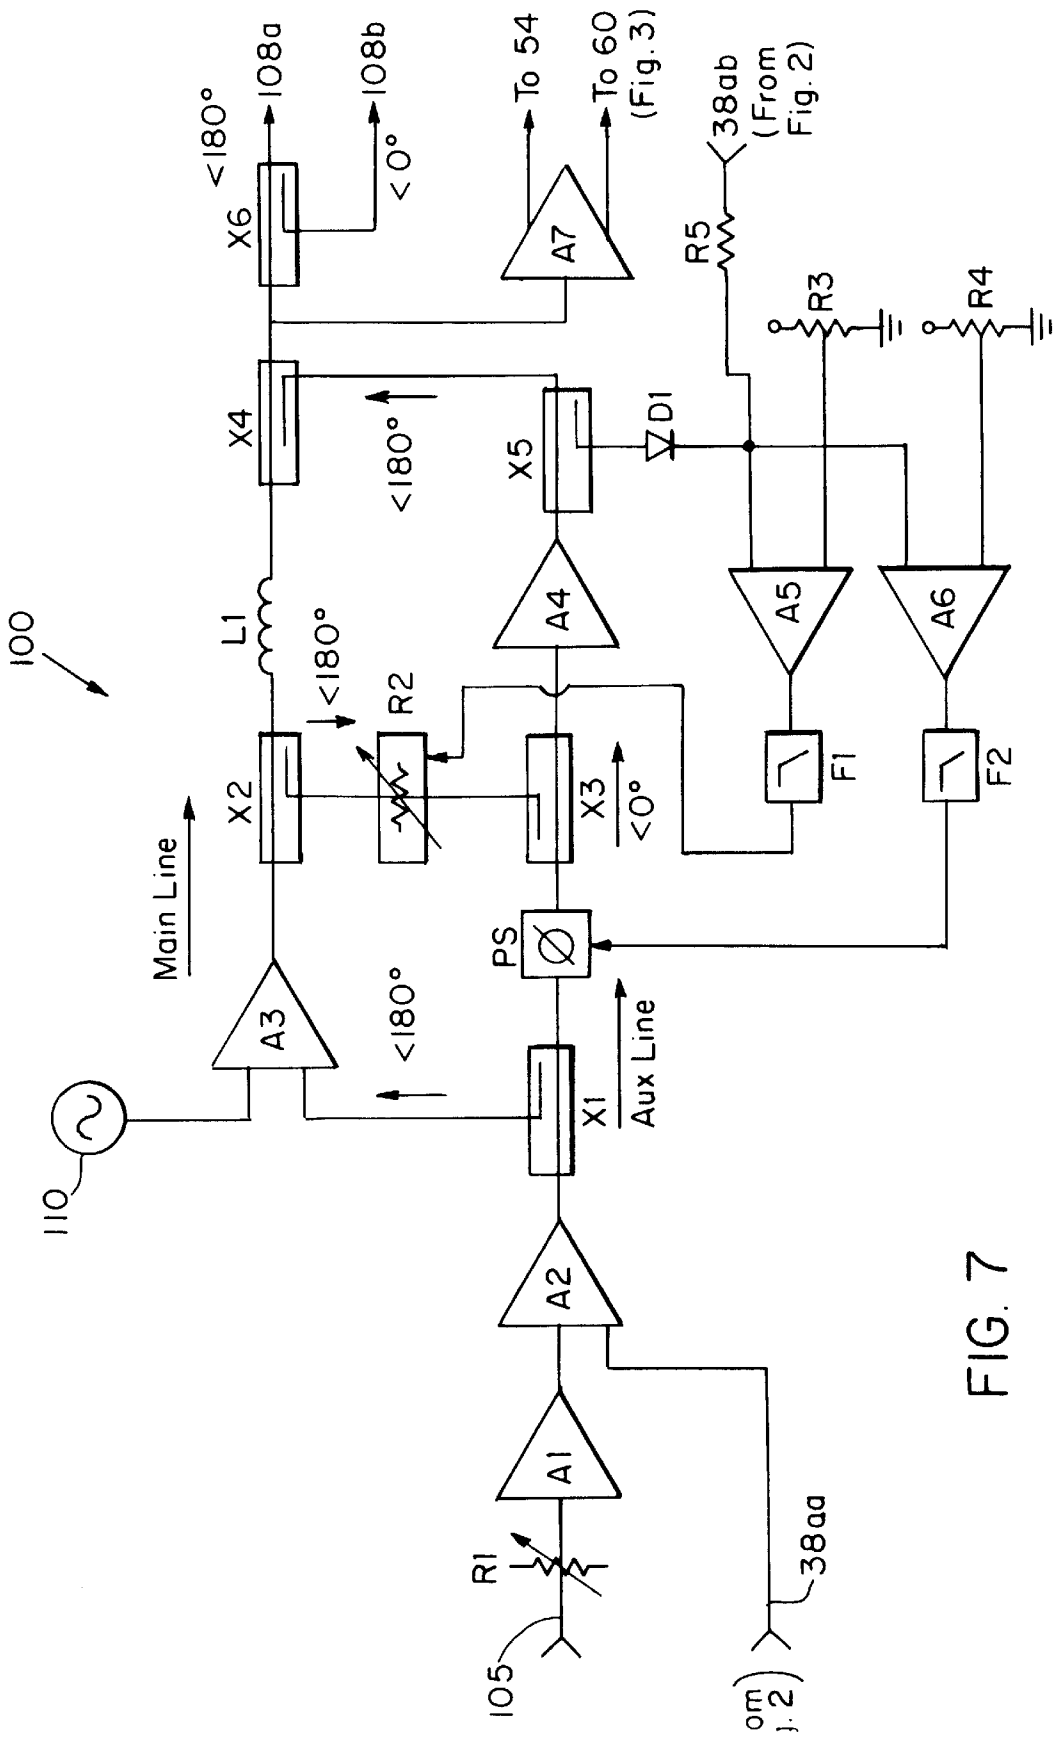 100
110
Main Line
<180°
X6
108a
<0°
108b
X2
L1
X4
A3
<180°
R2
<180°
<180°
A7
To 54
To 60
(Fig. 3)
105
R1
A1
A2
X1
Aux Line
PS
X3
<0°
A4
X5
D1
R5
38ab
(From
Fig. 2)
om
j. 2)
38aa
F1
A5
R3
F2
A6
R4
FIG. 7